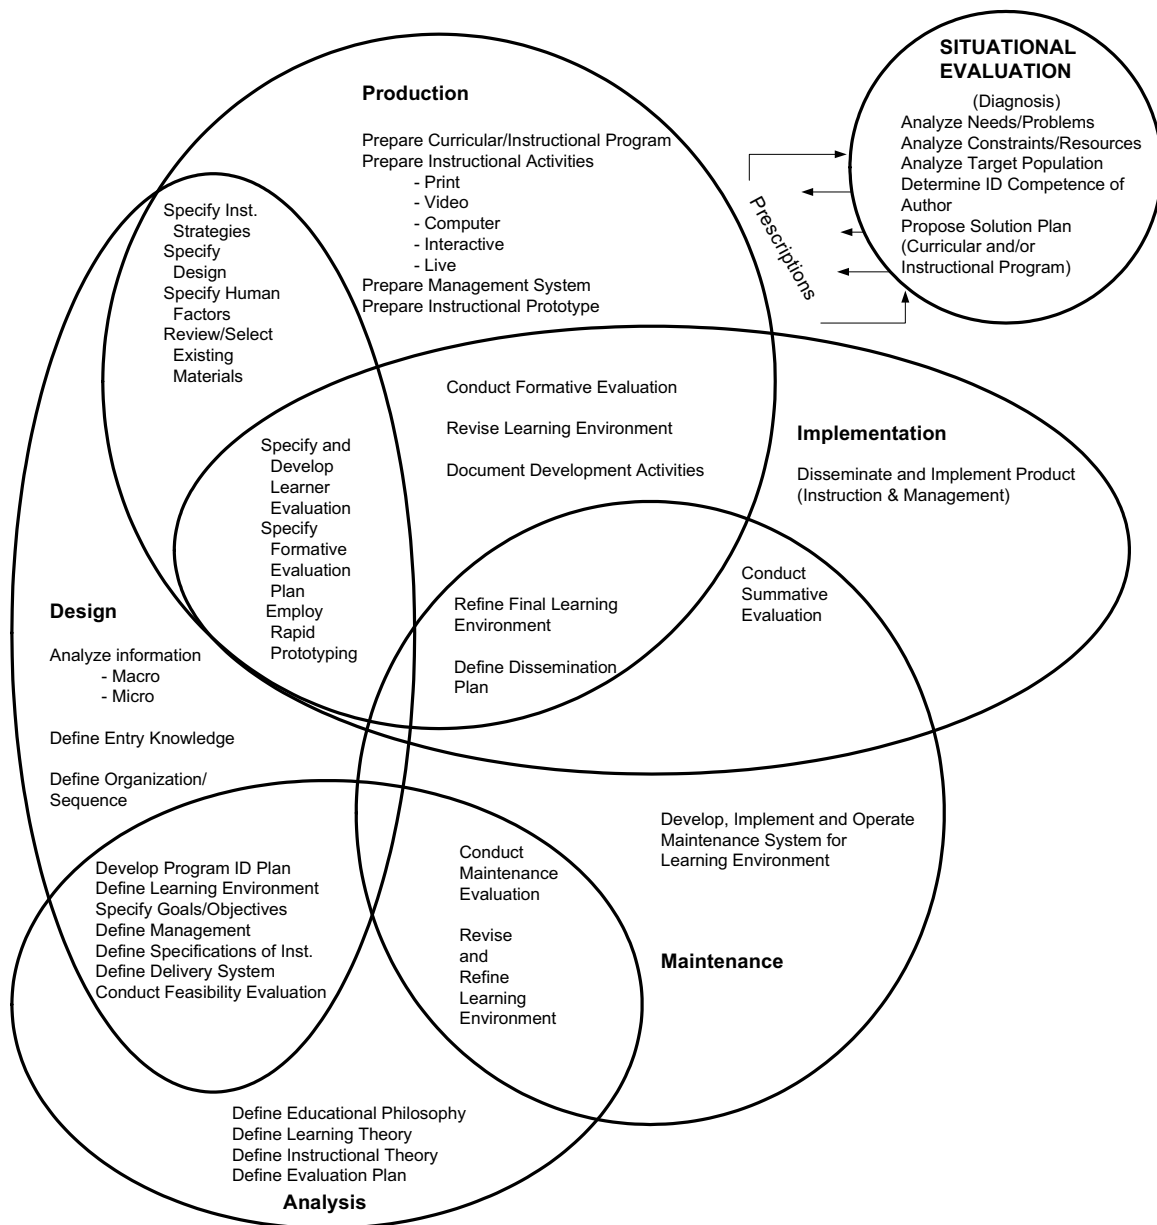 SITUATIONAL
EVALUATION
(Diagnosis)
Analyze Needs/Problems
Analyze Constraints/Resources
Analyze Target Population
Determine ID Competence of
Author
Propose Solution Plan
(Curricular and/or
Instructional Program)
Prescriptions
Production
Prepare Curricular/Instructional Program
Prepare Instructional Activities
- Print
- Video
- Computer
- Interactive
- Live
Prepare Management System
Prepare Instructional Prototype
Specify Inst.
Strategies
Specify
Design
Specify Human
Factors
Review/Select
Existing
Materials
Conduct Formative Evaluation
Revise Learning Environment
Document Development Activities
Implementation
Disseminate and Implement Product
(Instruction & Management)
Specify and
Develop
Learner
Evaluation
Specify
Formative
Evaluation
Plan
Employ
Rapid
Prototyping
Conduct
Summative
Evaluation
Refine Final Learning
Environment
Define Dissemination
Plan
Design
Analyze information
- Macro
- Micro
Define Entry Knowledge
Define Organization/
Sequence
Develop, Implement and Operate
Maintenance System for
Learning Environment
Maintenance
Conduct
Maintenance
Evaluation
Revise
and
Refine
Learning
Environment
Develop Program ID Plan
Define Learning Environment
Specify Goals/Objectives
Define Management
Define Specifications of Inst.
Define Delivery System
Conduct Feasibility Evaluation
Define Educational Philosophy
Define Learning Theory
Define Instructional Theory
Define Evaluation Plan
Analysis